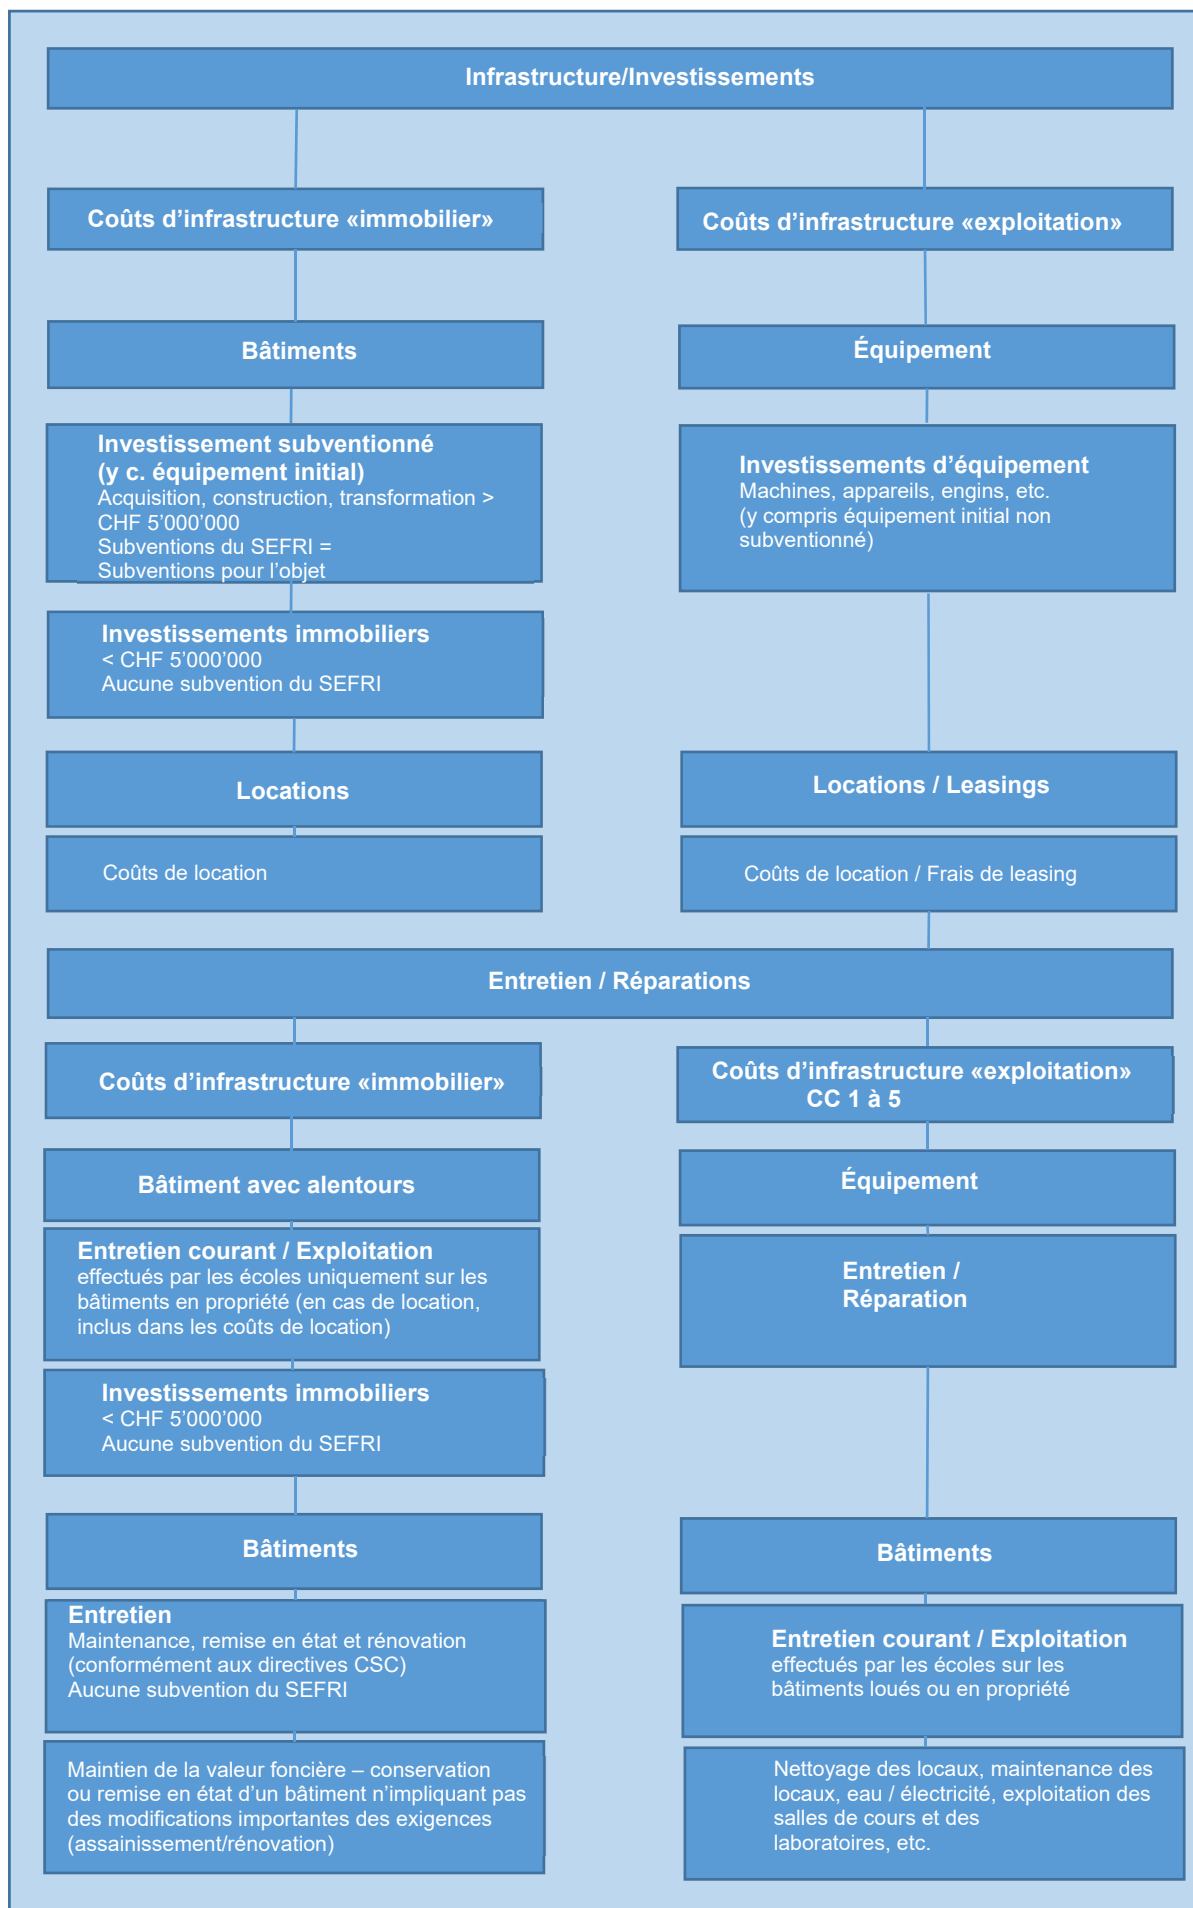 Infrastructure/Investissements
Coûts d’infrastructure «immobilier»
Coûts d’infrastructure «exploitation»
Bâtiments
Équipement
Investissement subventionné
(y c. équipement initial)
Acquisition, construction, transformation >
CHF 5’000’000
Subventions du SEFRI =
Subventions pour l’objet
Investissements d’équipement
Machines, appareils, engins, etc.
(y compris équipement initial non
subventionné)
Investissements immobiliers
< CHF 5’000’000
Aucune subvention du SEFRI
Locations
Locations / Leasings
Coûts de location
Coûts de location / Frais de leasing
Entretien / Réparations
Coûts d’infrastructure «immobilier»
Coûts d’infrastructure «exploitation»
CC 1 à 5
Bâtiment avec alentours
Équipement
Entretien courant / Exploitation
effectués par les écoles uniquement sur les
bâtiments en propriété (en cas de location,
inclus dans les coûts de location)
Entretien /
Réparation
Investissements immobiliers
< CHF 5’000’000
Aucune subvention du SEFRI
Bâtiments
Bâtiments
Entretien
Maintenance, remise en état et rénovation
(conformément aux directives CSC)
Aucune subvention du SEFRI
Entretien courant / Exploitation
effectués par les écoles sur les
bâtiments loués ou en propriété
Maintien de la valeur foncière – conservation
ou remise en état d’un bâtiment n’impliquant pas
des modifications importantes des exigences
(assainissement/rénovation)
Nettoyage des locaux, maintenance des
locaux, eau / électricité, exploitation des
salles de cours et des
laboratoires, etc.